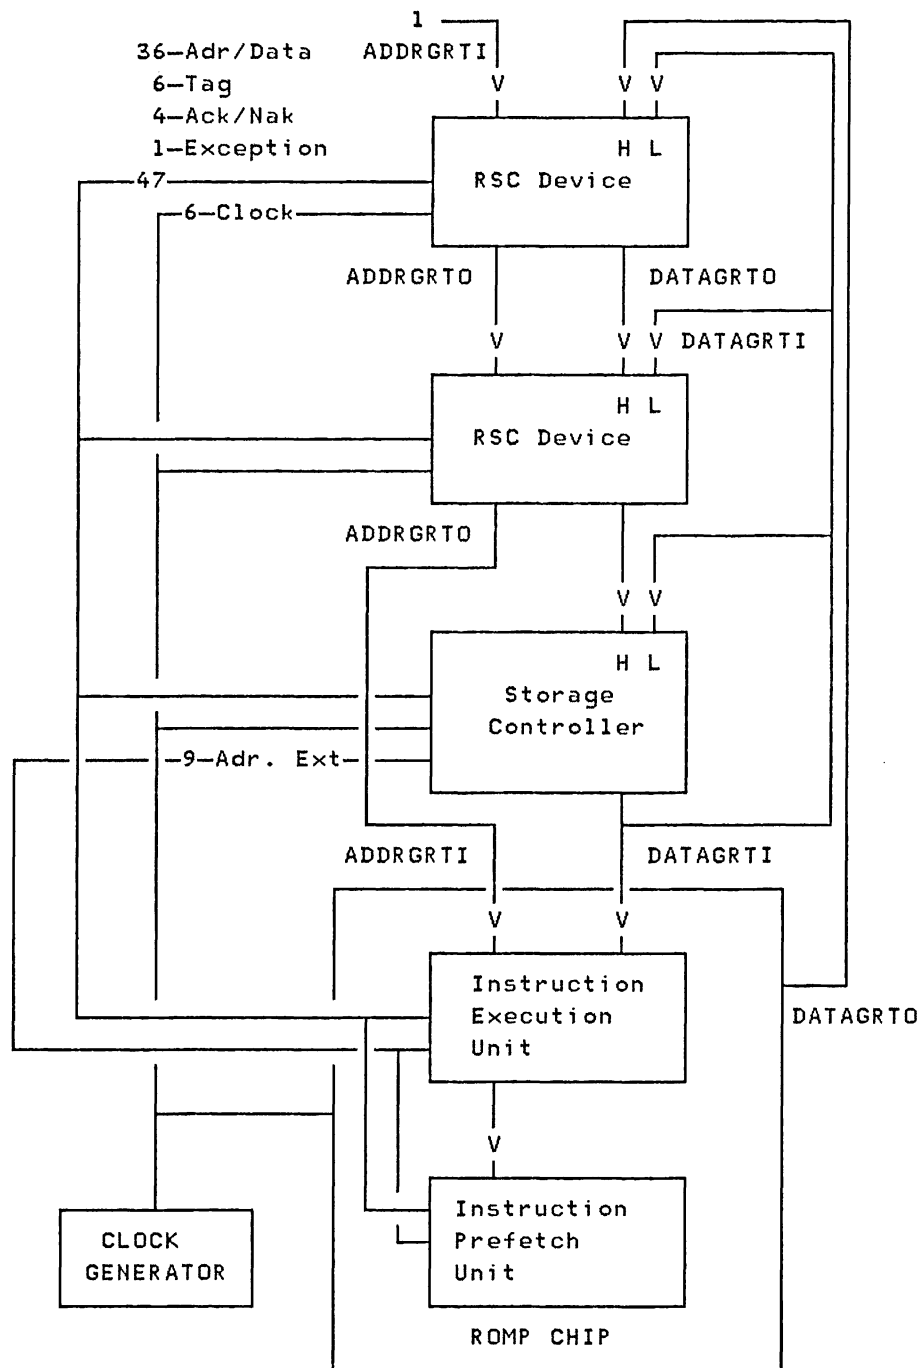 1
36—Adr/Data
ADDRGRTI
6—Tag
V
V V
4—Ack/Nak
1—Exception
H L
47
RSC Device
6—Clock
ADDRGRTO
DATAGRTO
V
V V
DATAGRTI
H L
RSC Device
ADDRGRTO
V V
H L
Storage
Controller
9—Adr. Ext
ADDRGRTI
DATAGRTI
V
V
Instruction
Execution
Unit
DATAGRTO
V
Instruction
Prefetch
Unit
CLOCK
GENERATOR
ROMP CHIP